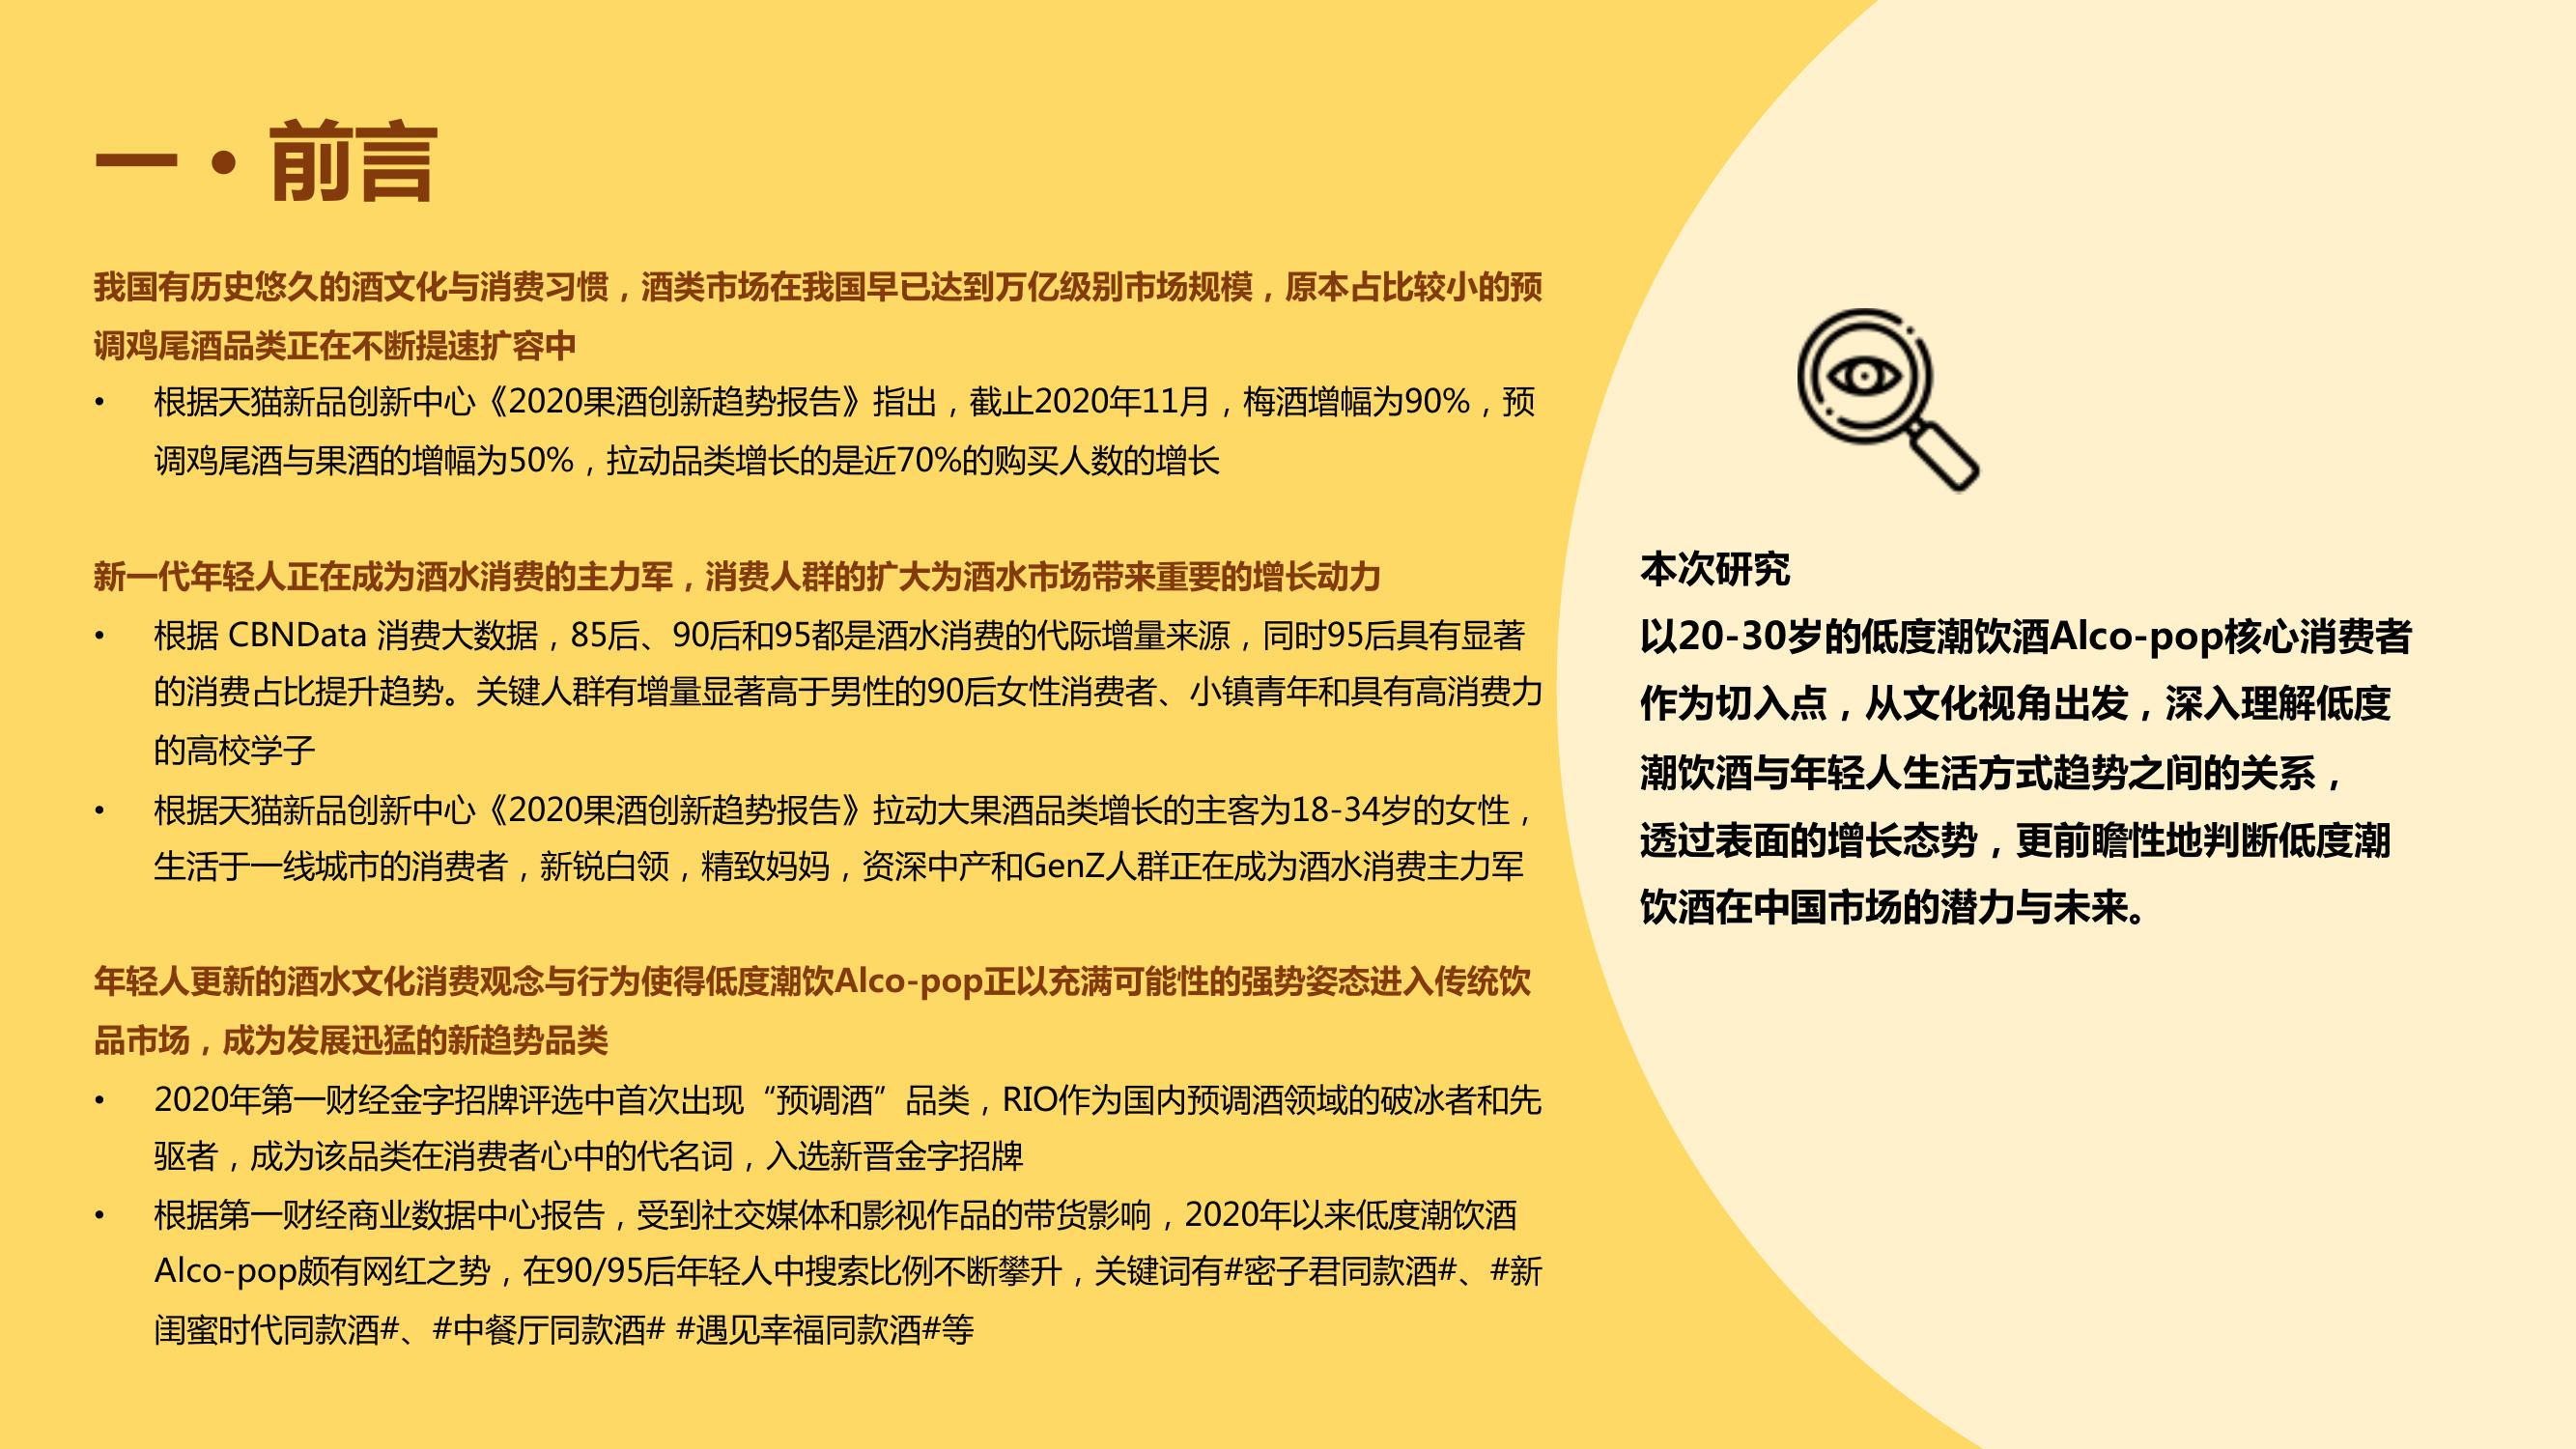 一·前言
我国有历史悠久的酒文化与消费习惯，酒类市场在我国早已达到万亿级别市场规模，原本占比较小的预
调鸡尾酒品类正在不断提速扩容中
• 根据天猫新品创新中心《2020果酒创新趋势报告》指出，截止2020年11月，梅酒增幅为90%，预
调鸡尾酒与果酒的增幅为50%，拉动品类增长的是近70%的购买人数的增长
新一代年轻人正在成为酒水消费的主力军，消费人群的扩大为酒水市场带来重要的增长动力
• 根据 CBNData 消费大数据，85后、90后和95都是酒水消费的代际增量来源，同时95后具有显著
的消费占比提升趋势。关键人群有增量显著高于男性的90后女性消费者、小镇青年和具有高消费力
的高校学子
• 根据天猫新品创新中心《2020果酒创新趋势报告》拉动大果酒品类增长的主客为18-34岁的女性，
生活于一线城市的消费者，新锐白领，精致妈妈，资深中产和GenZ人群正在成为酒水消费主力军
年轻人更新的酒水文化消费观念与行为使得低度潮饮Alco-pop正以充满可能性的强势姿态进入传统饮
品市场，成为发展迅猛的新趋势品类
• 2020年第一财经金字招牌评选中首次出现“预调酒”品类，RIO作为国内预调酒领域的破冰者和先
驱者，成为该品类在消费者心中的代名词，入选新晋金字招牌
• 根据第一财经商业数据中心报告，受到社交媒体和影视作品的带货影响，2020年以来低度潮饮酒
Alco-pop颇有网红之势，在90/95后年轻人中搜索比例不断攀升，关键词有#密子君同款酒#、#新
闺蜜时代同款酒#、#中餐厅同款酒# #遇见幸福同款酒#等
本次研究
以20-30岁的低度潮饮酒Alco-pop核心消费者
作为切入点，从文化视角出发，深入理解低度
潮饮酒与年轻人生活方式趋势之间的关系，
透过表面的增长态势，更前瞻性地判断低度潮
饮酒在中国市场的潜力与未来。